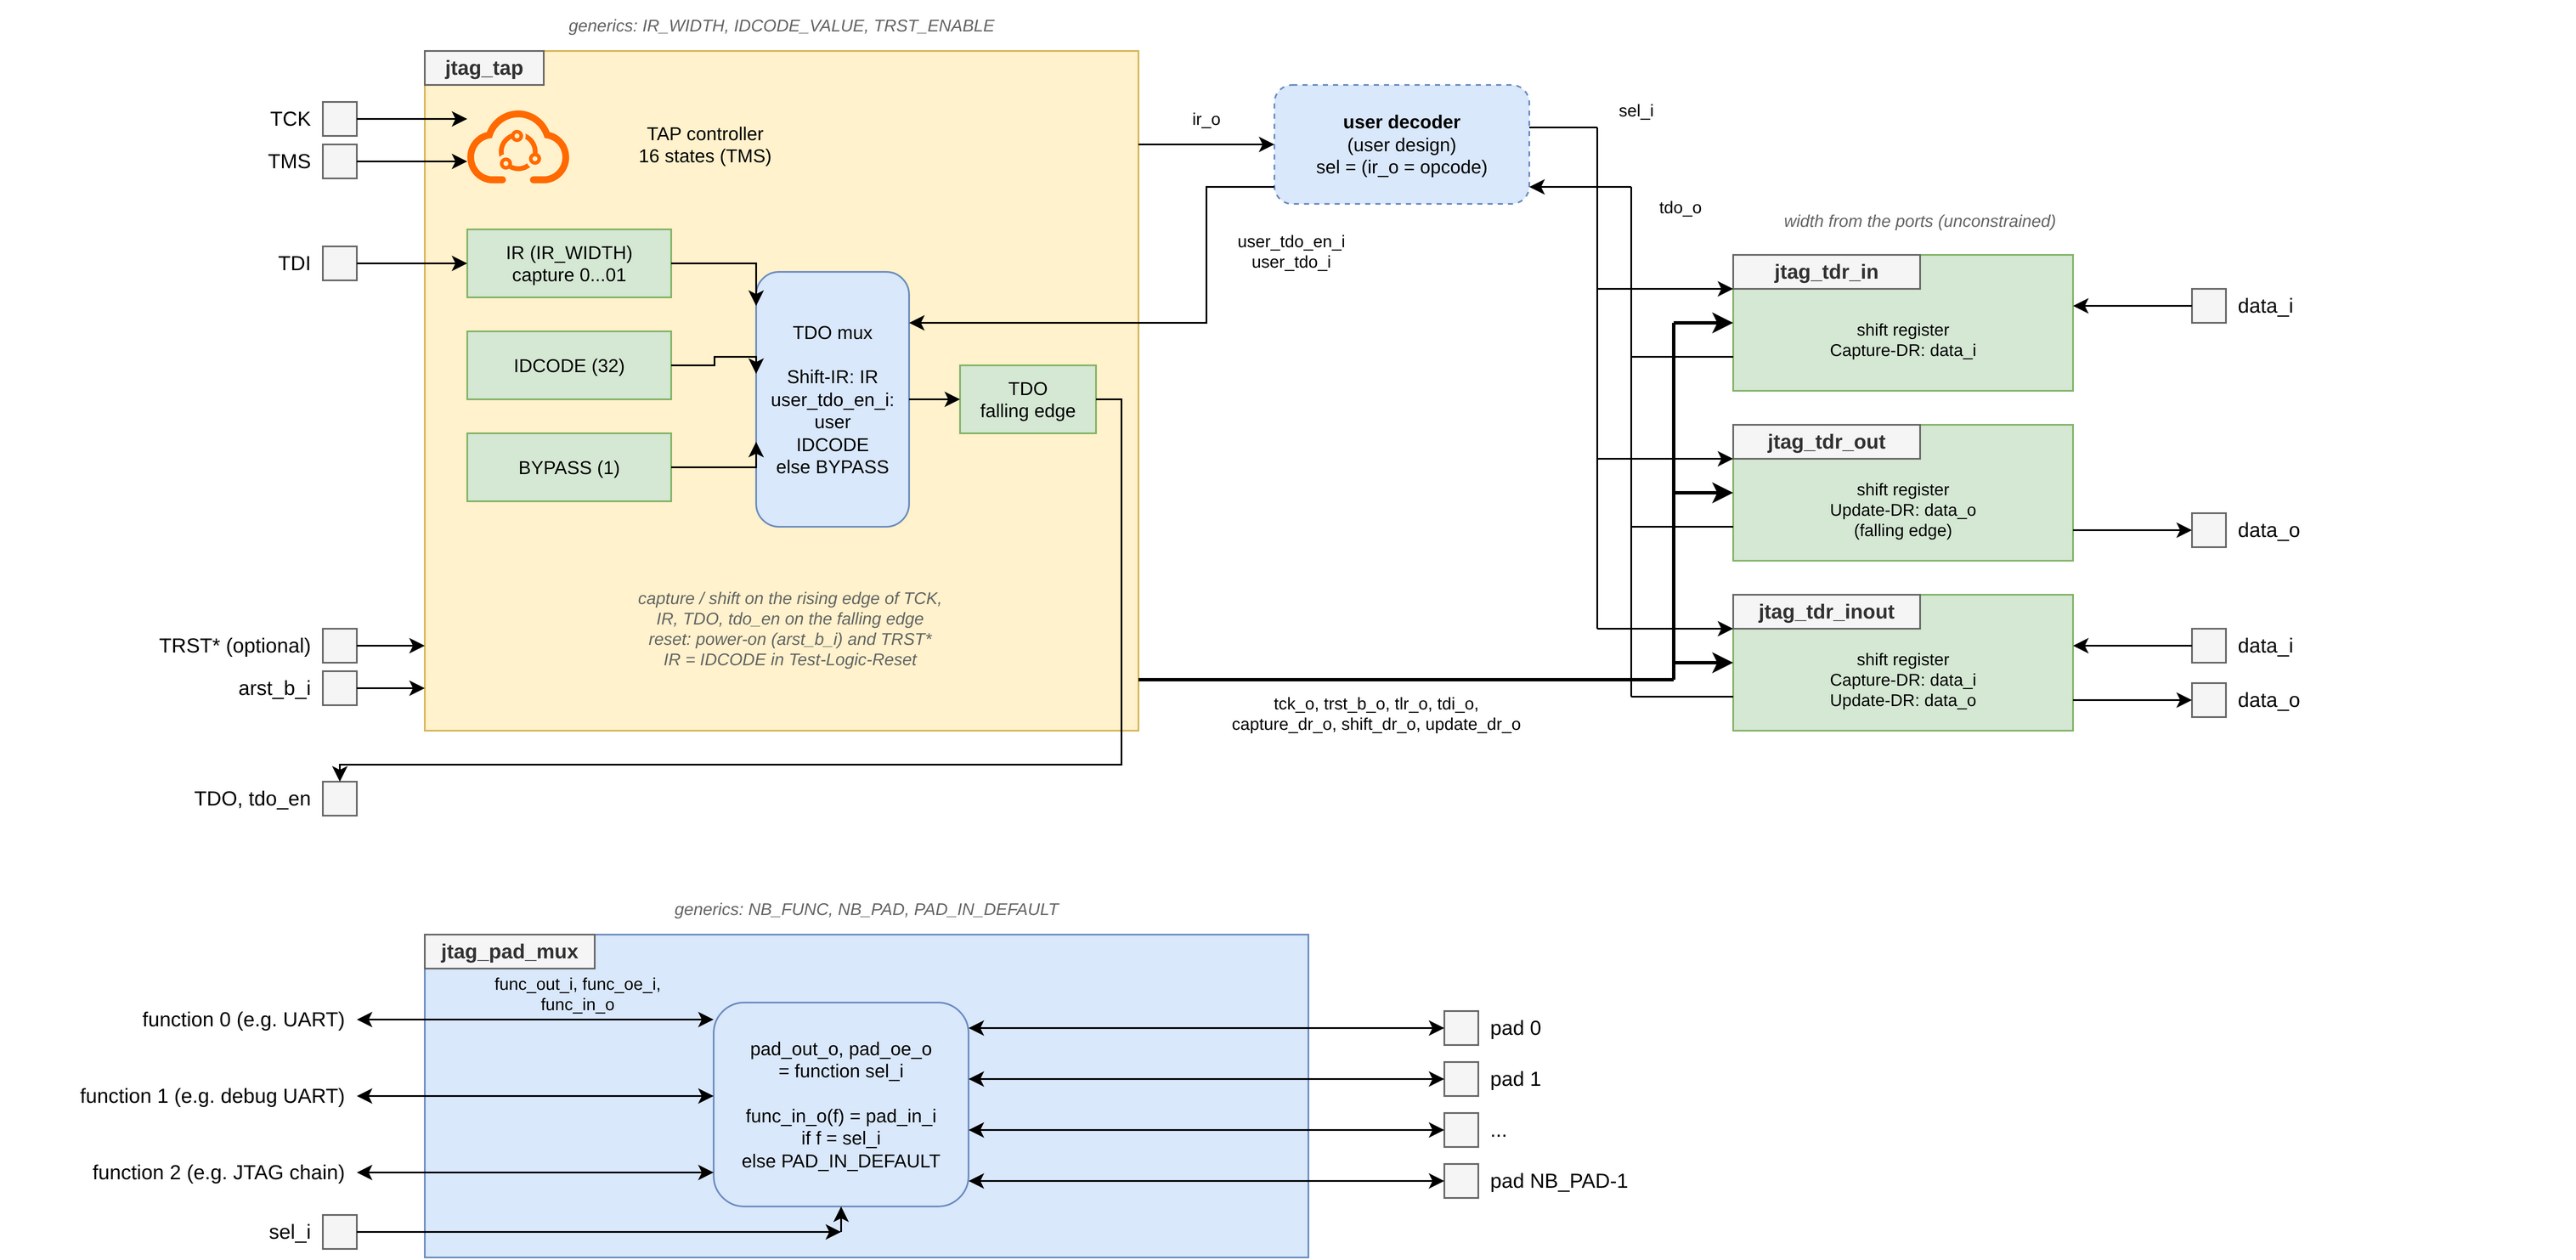 generics: IR_WIDTH, IDCODE_VALUE, TRST_ENABLE
jtag_tap
TCK
TMS
TAP controller
16 states (TMS)
TDI
IR (IR_WIDTH)
capture 0...01
IDCODE (32)
BYPASS (1)
TDO mux
Shift-IR: IR
user_tdo_en_i:
user
IDCODE
else BYPASS
TDO
falling edge
capture / shift on the rising edge of TCK,
IR, TDO, tdo_en on the falling edge
reset: power-on (arst_b_i) and TRST*
IR = IDCODE in Test-Logic-Reset
TRST* (optional)
arst_b_i
TDO, tdo_en
ir_o
user decoder
(user design)
sel = (ir_o = opcode)
sel_i
tdo_o
user_tdo_en_i
user_tdo_i
tck_o, trst_b_o, tlr_o, tdi_o,
capture_dr_o, shift_dr_o, update_dr_o
width from the ports (unconstrained)
jtag_tdr_in
shift register
Capture-DR: data_i
data_i
jtag_tdr_out
shift register
Update-DR: data_o
(falling edge)
data_o
jtag_tdr_inout
shift register
Capture-DR: data_i
Update-DR: data_o
data_i
data_o
generics: NB_FUNC, NB_PAD, PAD_IN_DEFAULT
jtag_pad_mux
func_out_i, func_oe_i,
func_in_o
function 0 (e.g. UART)
function 1 (e.g. debug UART)
function 2 (e.g. JTAG chain)
sel_i
pad_out_o, pad_oe_o
= function sel_i
func_in_o(f) = pad_in_i
if f = sel_i
else PAD_IN_DEFAULT
pad 0
pad 1
...
pad NB_PAD-1